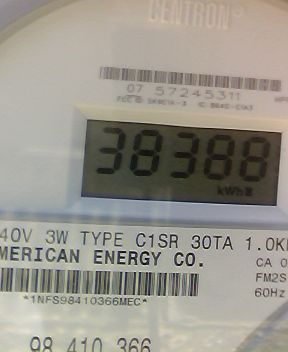 CENTRON®
07 57245311
38388
kWh
40V 3W TYPE C1SR 30TA 1.0K
MERICAN ENERGY CO.
CA 0
FM2S
*1NFS98410366MEC*
60Hz
98 410 366